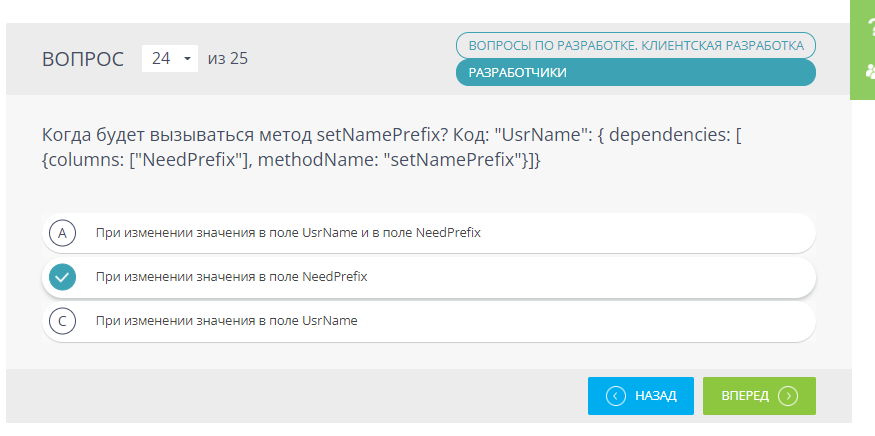 ВОПРОС 24 из 25
ВОПРОСЫ ПО РАЗРАБОТКЕ. КЛИЕНТСКАЯ РАЗРАБОТКА
РАЗРАБОТЧИКИ
Когда будет вызываться метод setNamePrefix? Код: "UsrName": { dependencies: [
{columns: ["NeedPrefix"], methodName: "setNamePrefix"}]}
A При изменении значения в поле UsrName и в поле NeedPrefix
При изменении значения в поле NeedPrefix
C При изменении значения в поле UsrName
НАЗАД
ВПЕРЕД
?